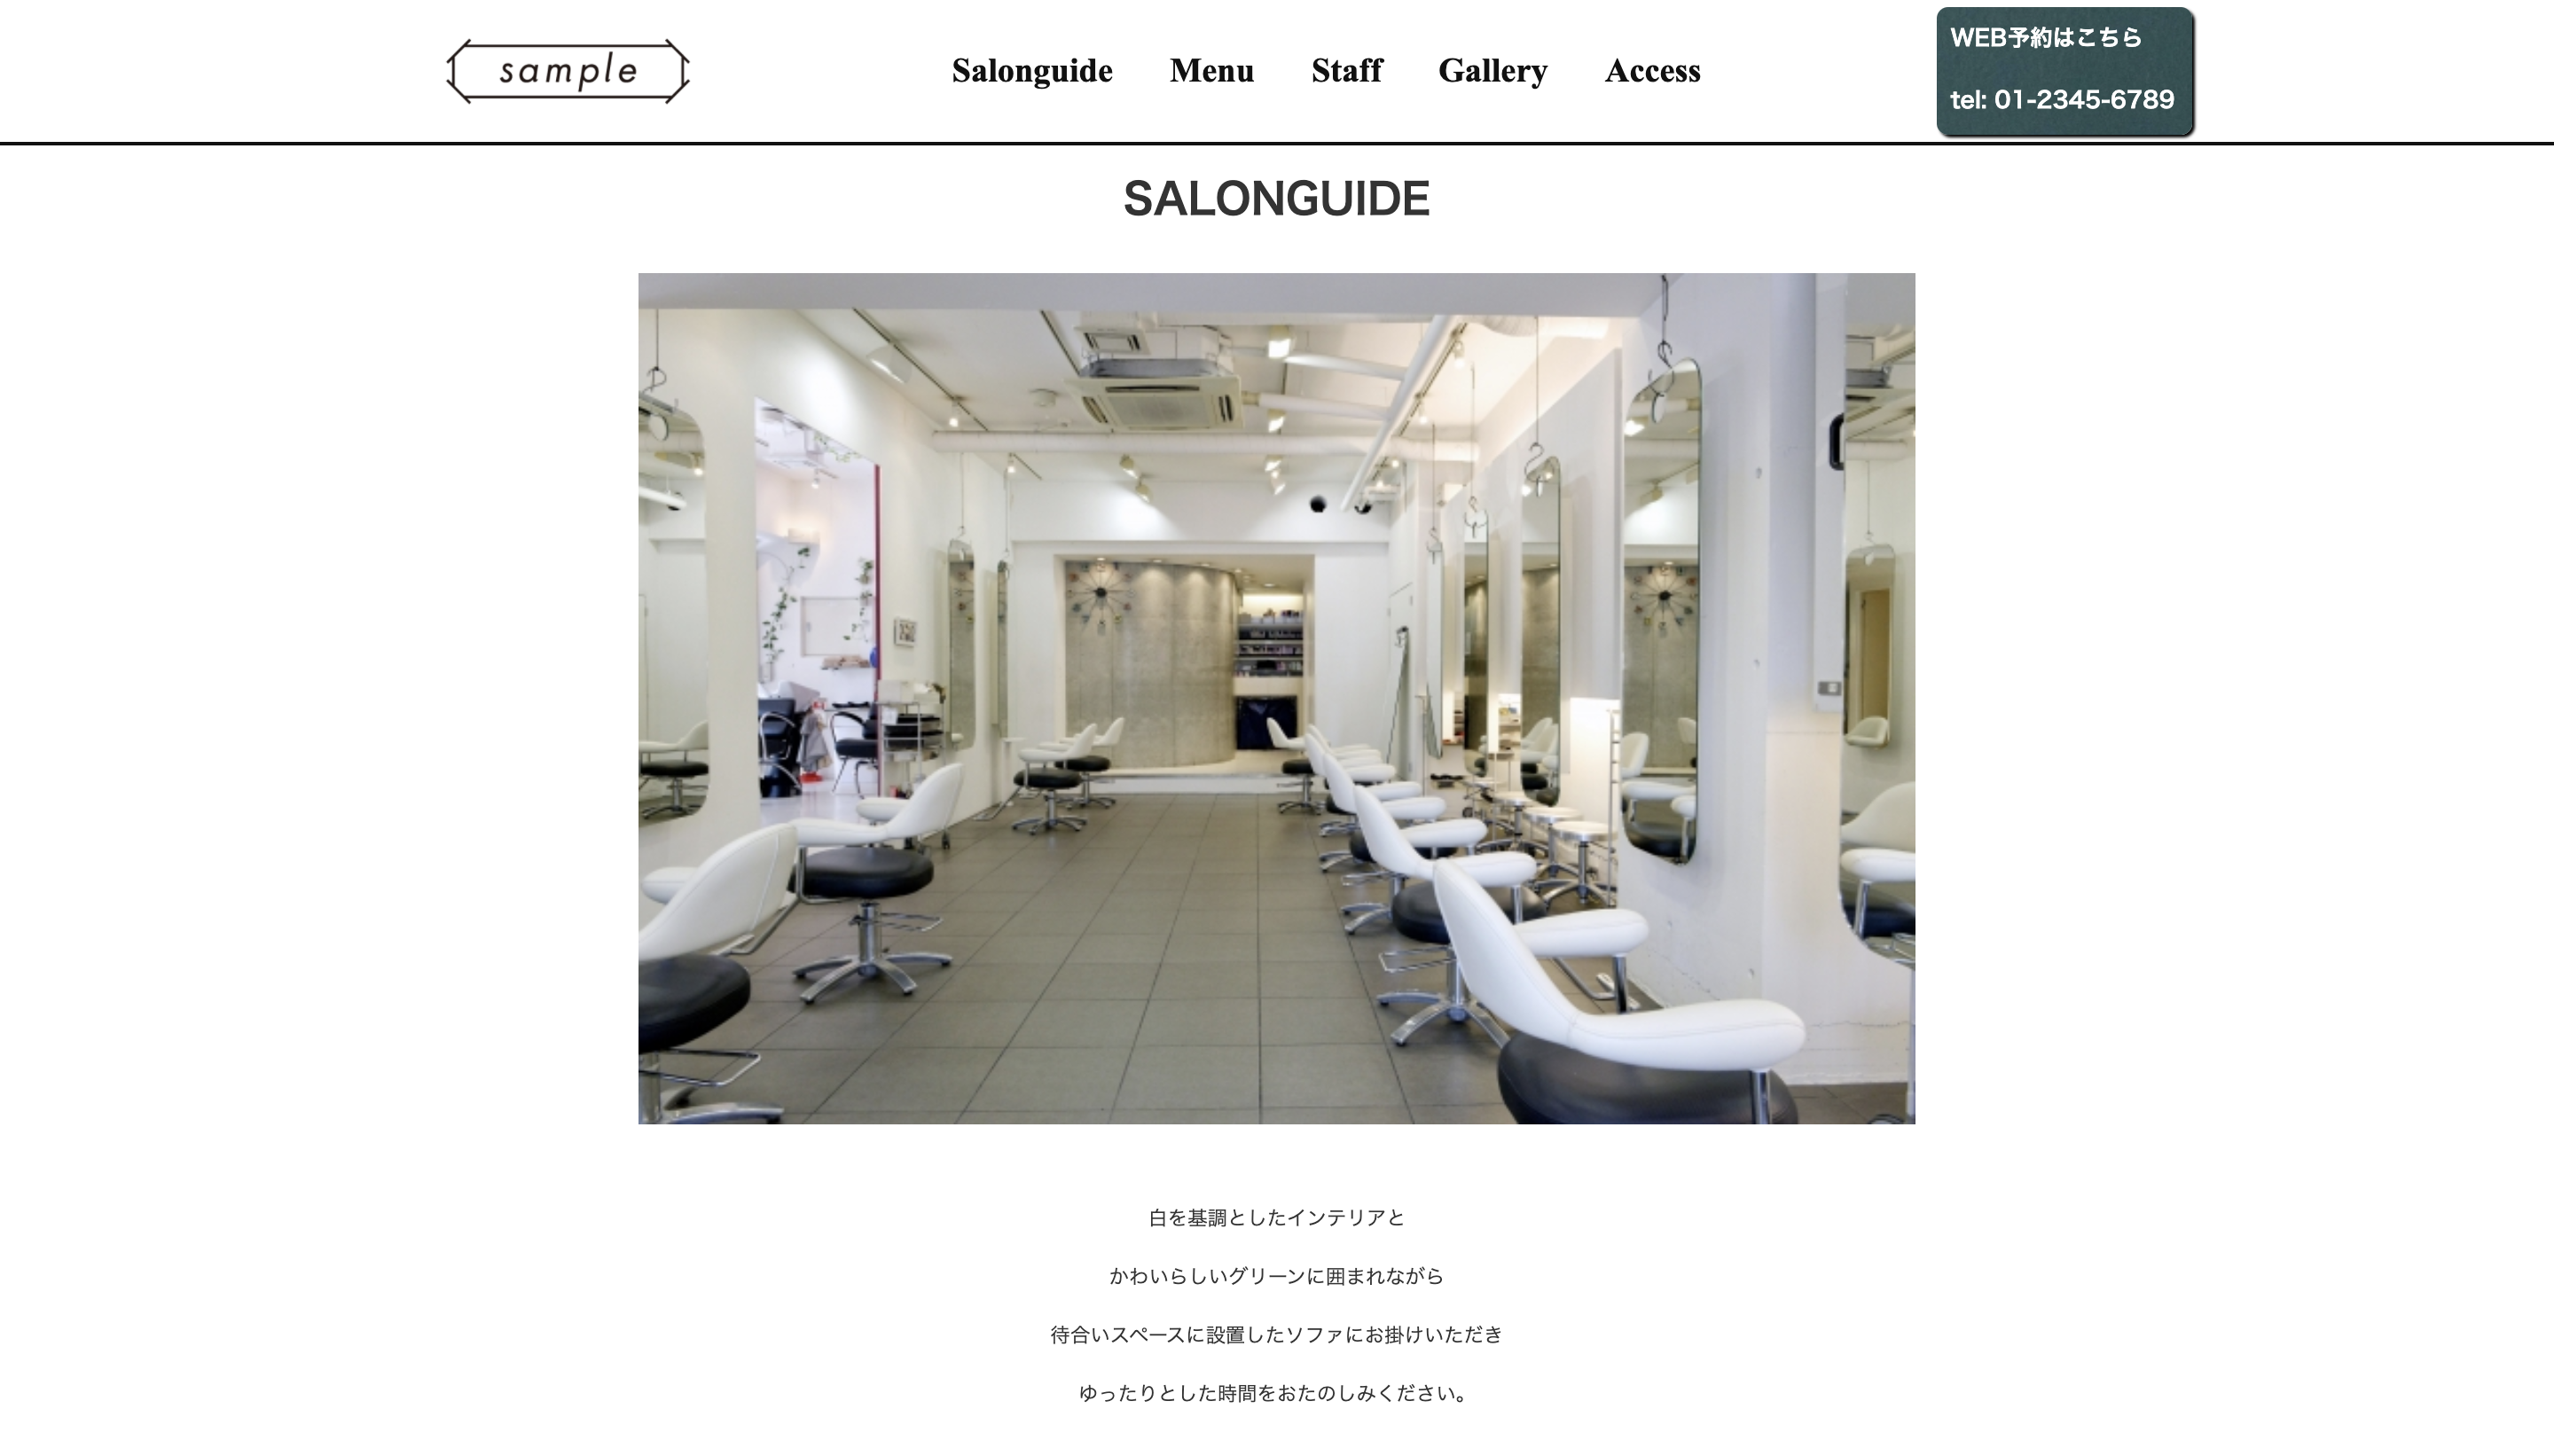 sample
Salonguide Menu Staff Gallery Access
WEB予約はこちら
tel: 01-2345-6789
SALONGUIDE
白を基調としたインテリアと
かわいらしいグリーンに囲まれながら
待合いスペースに設置したソファにお掛けいただき
ゆったりとした時間をおたのしみください。